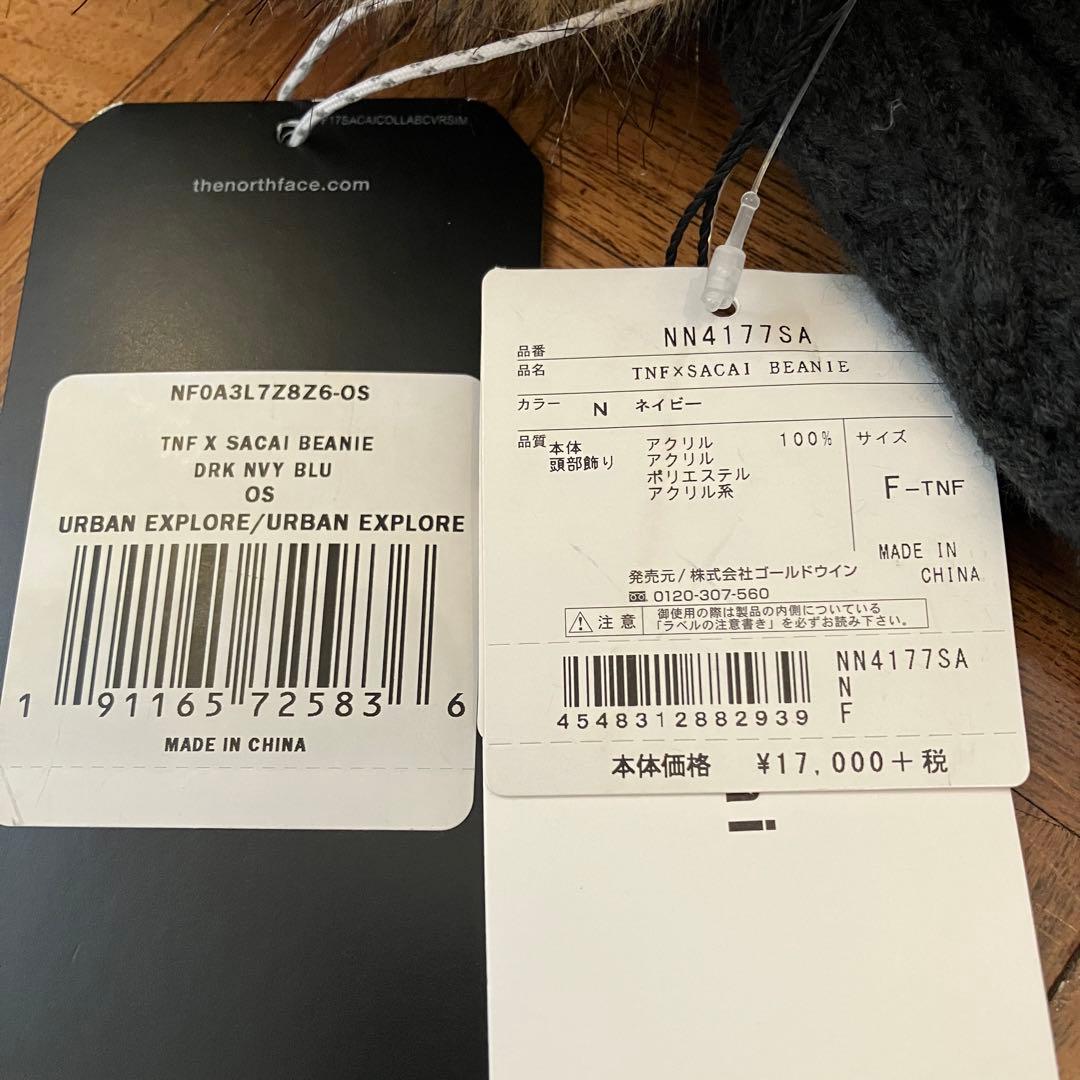 F17SACAICOLLABCVRSIM
thenorthface.com
NF0A3L7Z8Z6-OS
TNF X SACAI BEANIE
DRK NVY BLU
OS
URBAN EXPLORE/URBAN EXPLORE
1 91165 72583 6
MADE IN CHINA
品番 NN4177SA
品名 TNF×SACAI BEANIE
カラー N ネイビー
品質 本体 アクリル 100%
頭部飾り アクリル
ポリエステル
アクリル系
サイズ
F-TNF
MADE IN
CHINA
発売元/株式会社ゴールドウイン
0120-307-560
注意 御使用の際は製品の内側についている
「ラベルの注意書き」を必ずお読み下さい。
4548312882939
NN4177SA
N
F
本体価格 ¥17,000+税